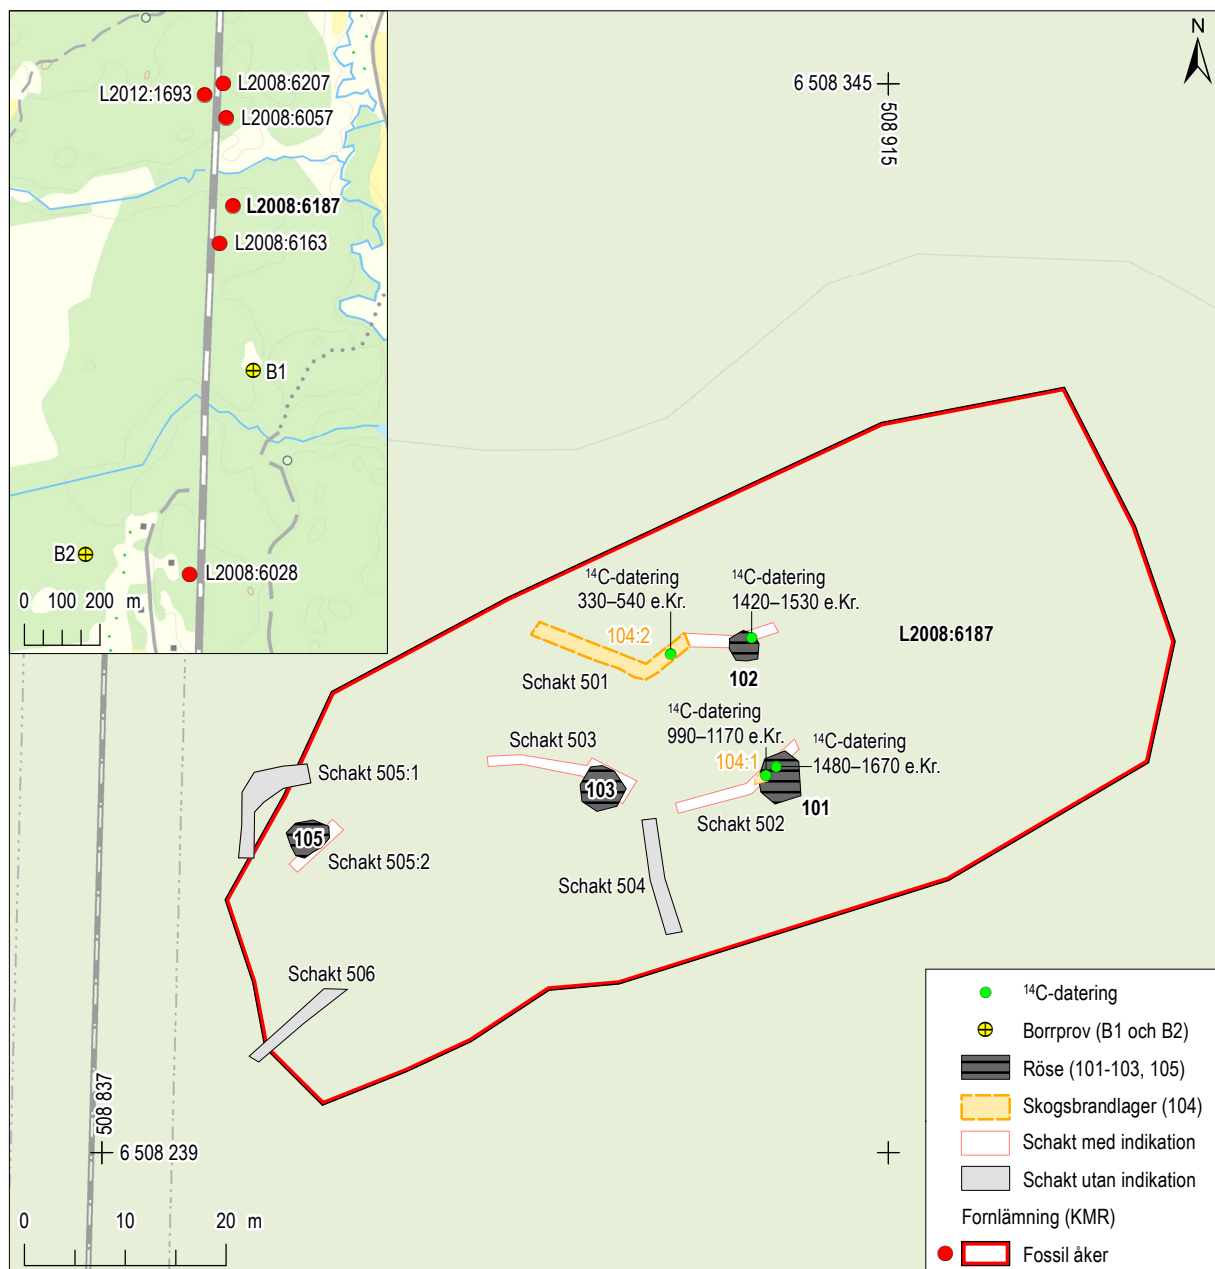 L2008:6207
L2012:1693
L2008:6057
L2008:6187
L2008:6163
B1
B2
L2008:6028
0 100 200 m
N
6 508 345
508 915
14C-datering
330–540 e.Kr.
14C-datering
1420–1530 e.Kr.
104:2
L2008:6187
Schakt 501
102
14C-datering
990–1170 e.Kr.
14C-datering
1480–1670 e.Kr.
104:1
Schakt 503
103
101
Schakt 502
Schakt 505:1
105
Schakt 505:2
Schakt 504
Schakt 506
508 837
6 508 239
0 10 20 m
14C-datering
Borrprov (B1 och B2)
Röse (101-103, 105)
Skogsbrandlager (104)
Schakt med indikation
Schakt utan indikation
Fornlämning (KMR)
Fossil åker